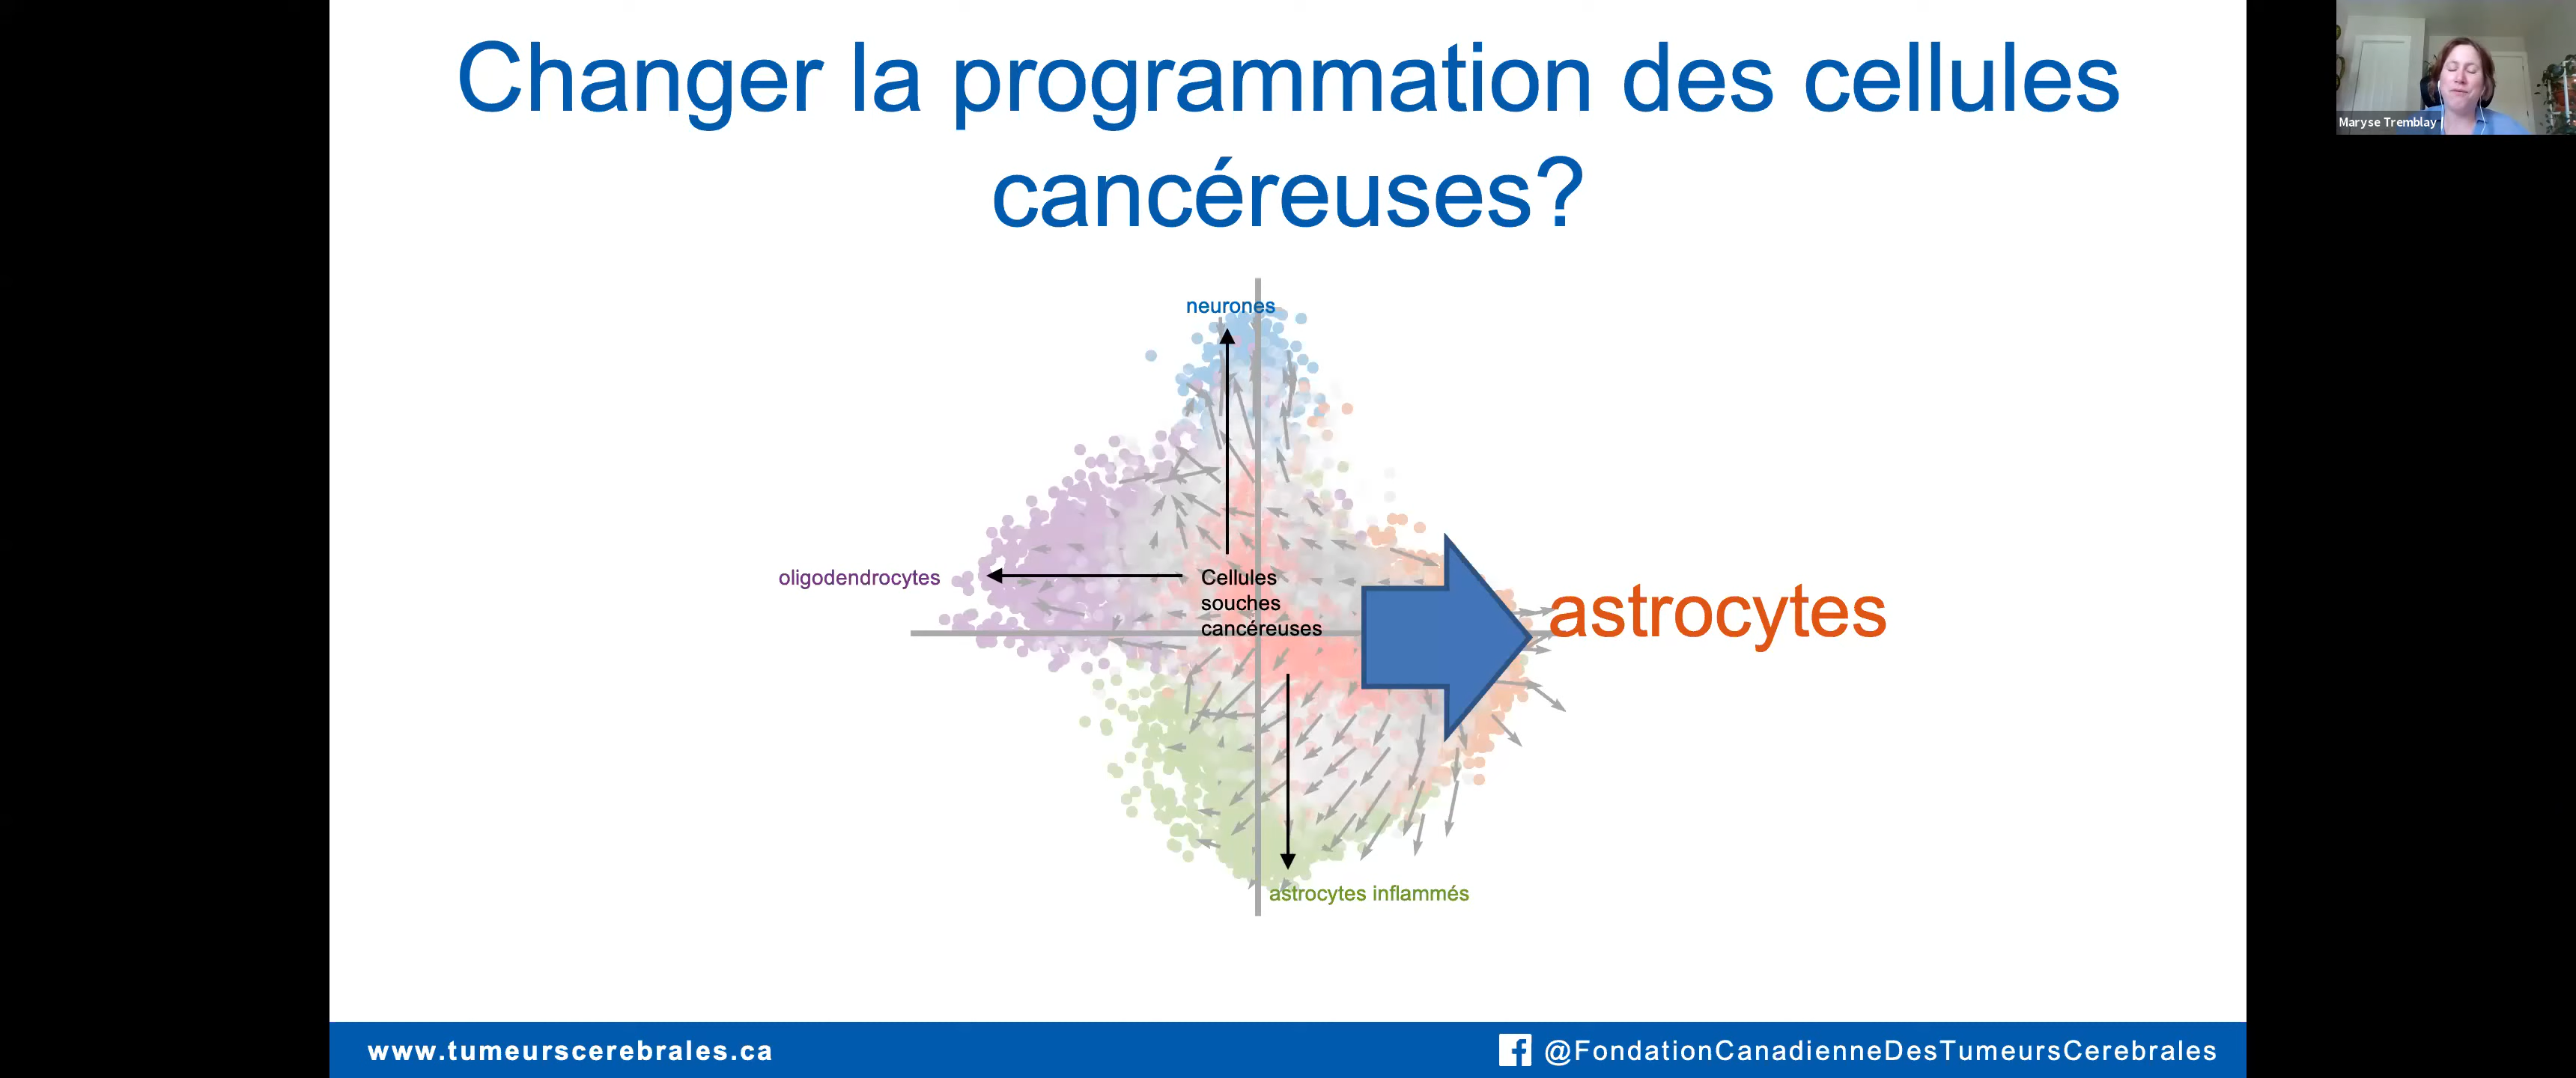 Changer la programmation des cellules
cancéreuses?
Maryse Tremblay
neurones
oligodendrocytes
Cellules
souches
cancéreuses
astrocytes
astrocytes inflammés
www.tumeurscerebrales.ca
@FondationCanadienneDesTumeursCerebrales